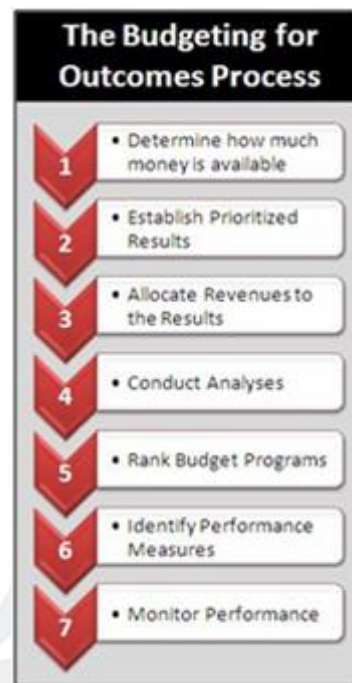 The Budgeting for
Outcomes Process
1
• Determine how much
money is available
2
• Establish Prioritized
Results
3
• Allocate Revenues to
the Results
4
• Conduct Analyses
5
• Rank Budget Programs
6
• Identify Performance
Measures
7
• Monitor Performance